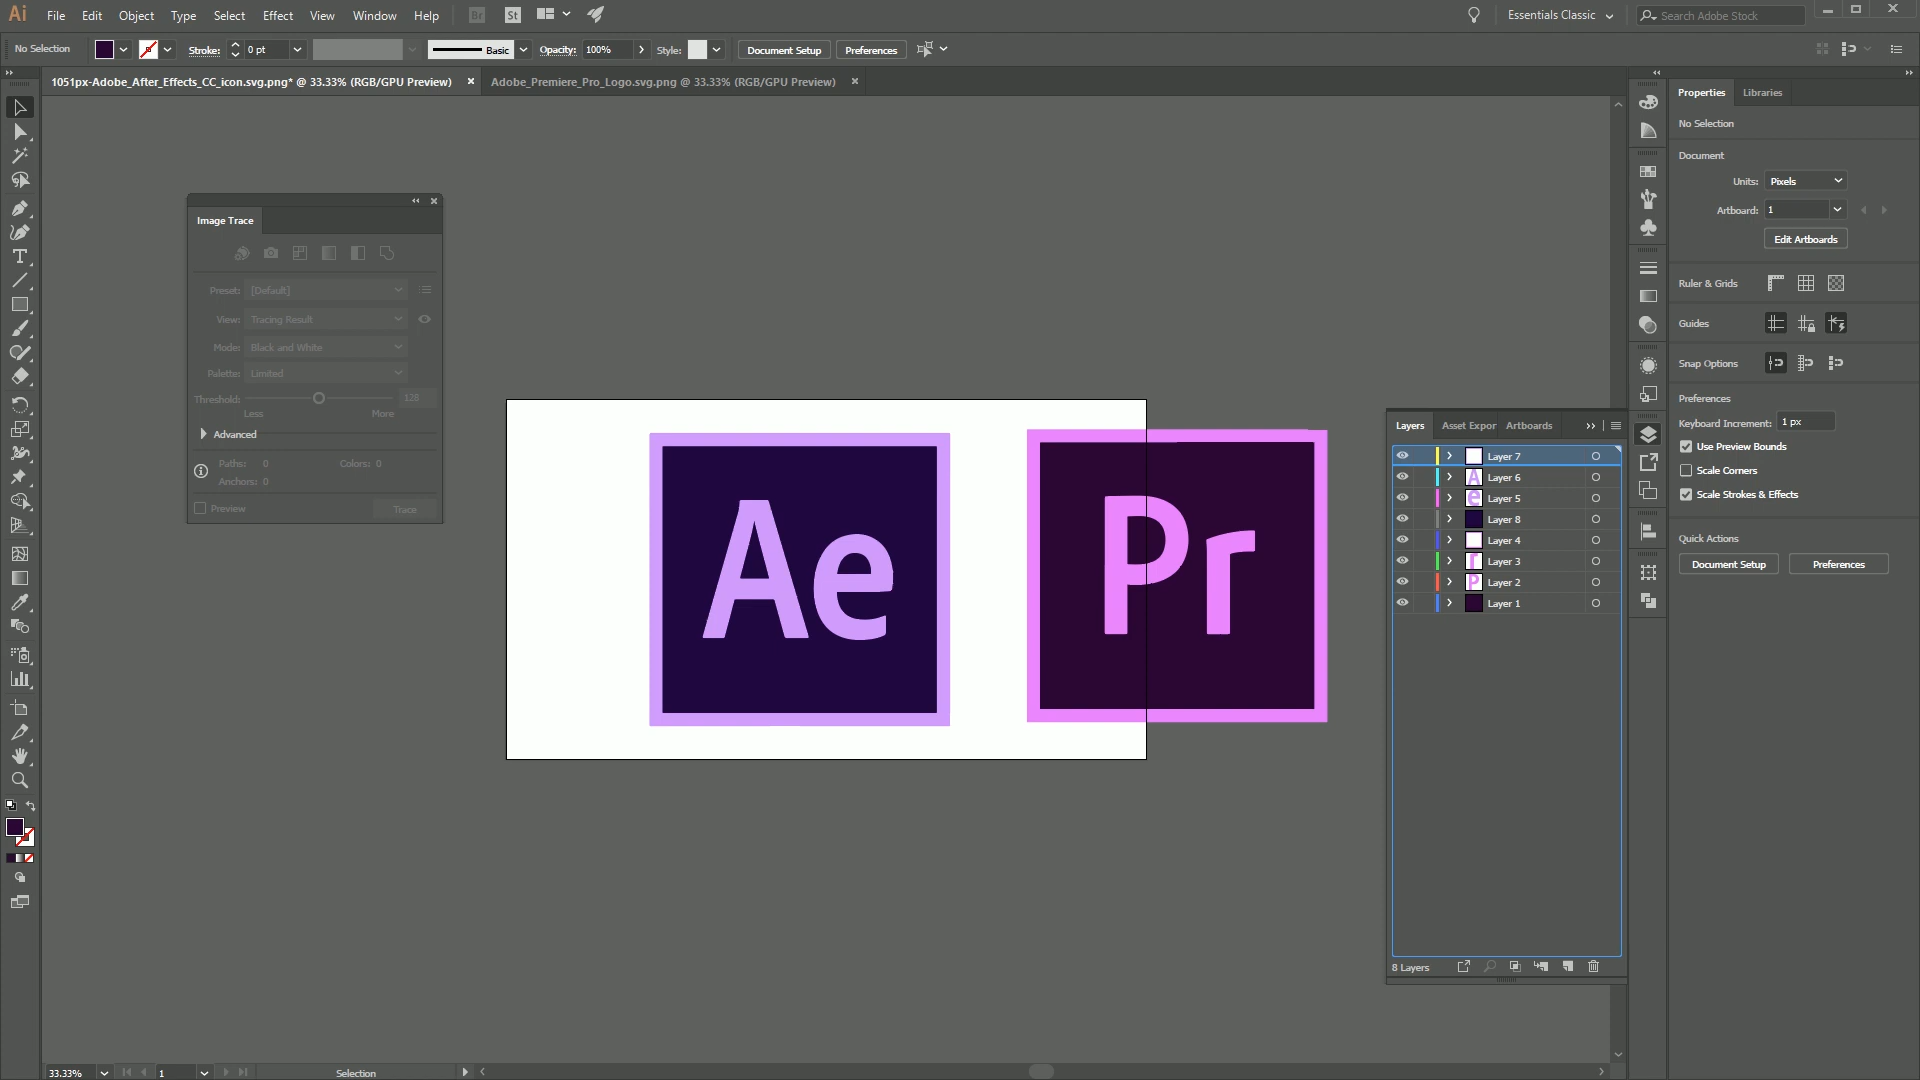 Ai File Edit Object Type Select Effect View Window Help Br St Essentials Classic Search Adobe Stock
No Selection Stroke: 0 pt Basic Opacity: 100% Style: Document Setup Preferences
1051px-Adobe_After_Effects_CC_icon.svg.png* @ 33.33% (RGB/GPU Preview) Adobe_Premiere_Pro_Logo.svg.png @ 33.33% (RGB/GPU Preview)
Properties Libraries
No Selection
Document
Units: Pixels
Artboard: 1
Edit Artboards
Ruler & Grids
Guides
Snap Options
Preferences
Keyboard Increment: 1 px
Use Preview Bounds
Scale Corners
Scale Strokes & Effects
Quick Actions
Document Setup Preferences
Image Trace
Preset: [Default]
View: Tracing Result
Mode: Black and White
Palette: Limited
Threshold: 128
Less More
Advanced
Paths: 0 Colors: 0
Anchors: 0
Preview Trace
Ae
Pr
Layers Asset Expor Artboards
Layer 7
A Layer 6
e Layer 5
Layer 8
Layer 4
r Layer 3
P Layer 2
Layer 1
8 Layers
33.33% 1 Selection